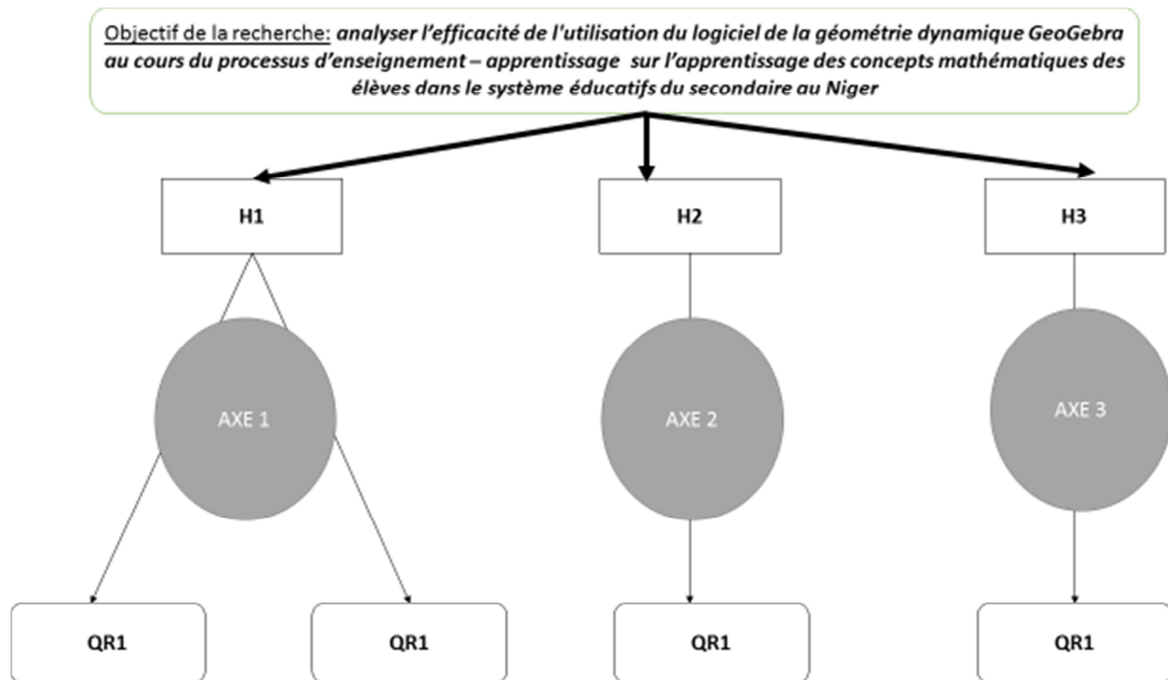 Objectif de la recherche: analyser l'efficacité de l'utilisation du logiciel de la géométrie dynamique GeoGebra
au cours du processus d'enseignement – apprentissage sur l'apprentissage des concepts mathématiques des
élèves dans le système éducatifs du secondaire au Niger
H1
H2
H3
AXE 1
AXE 2
AXE 3
QR1
QR1
QR1
QR1